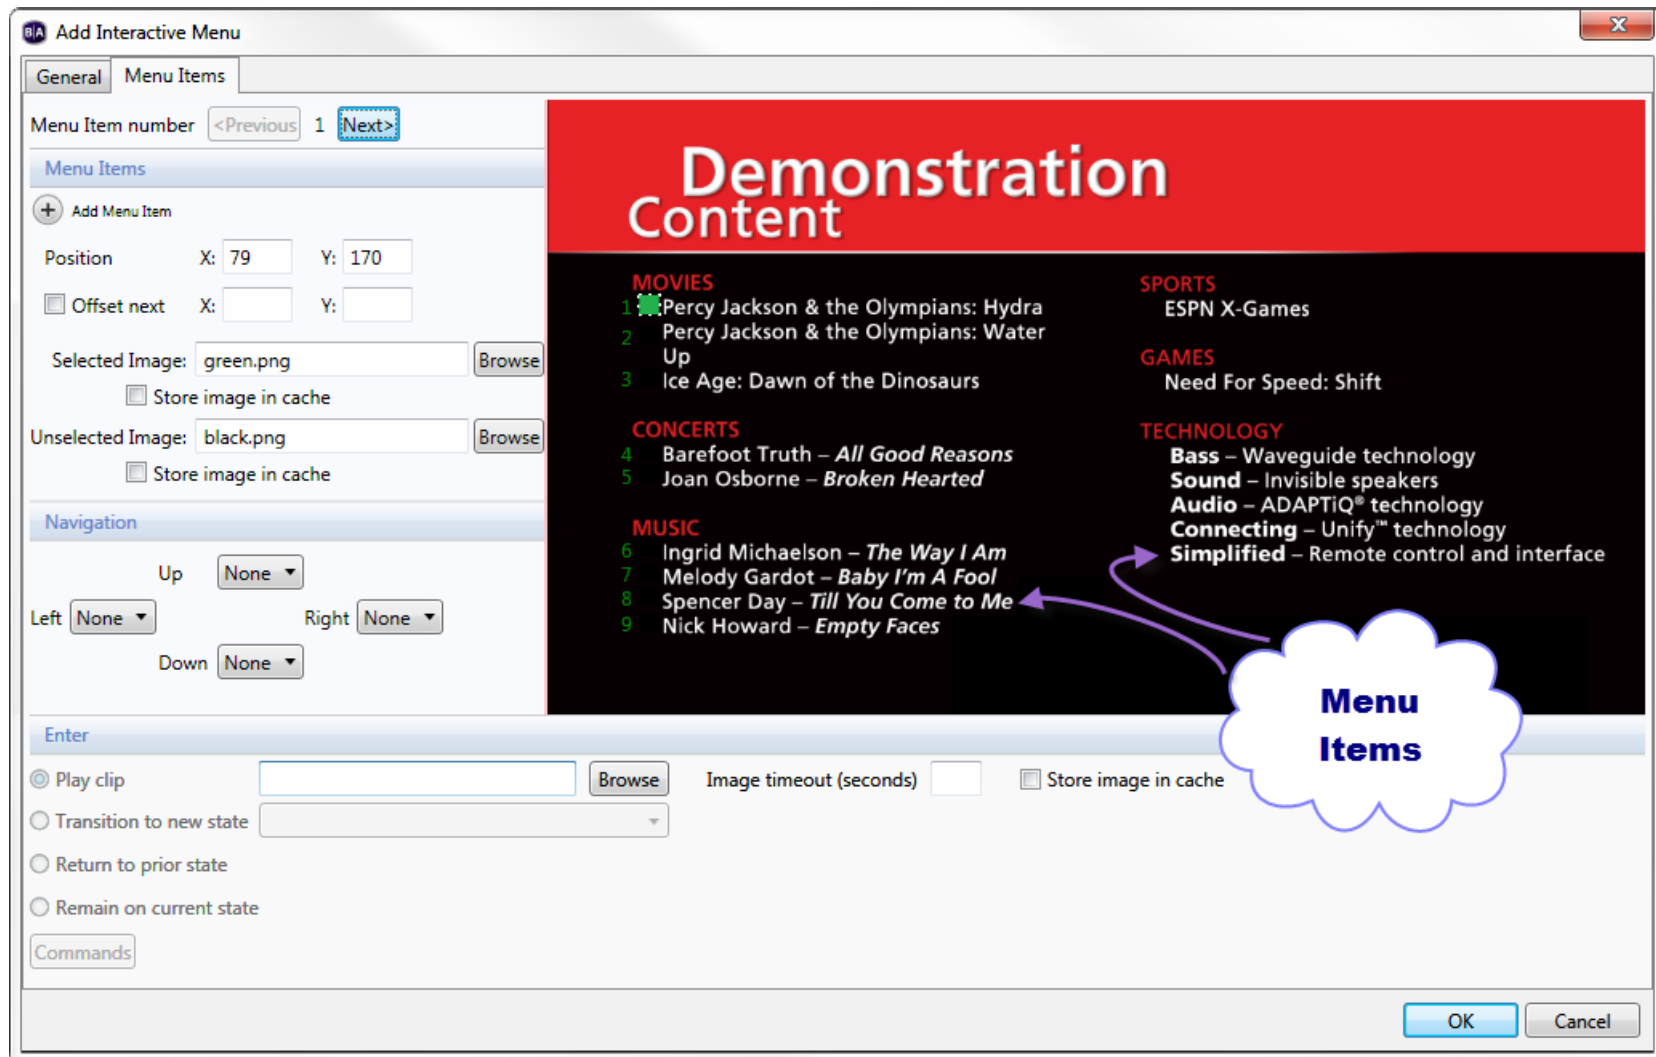 B|A Add Interactive Menu X
General Menu Items
Menu Item number <Previous 1 Next>
Menu Items
+ Add Menu Item
Position X: 79 Y: 170
Offset next X: Y:
Selected Image: green.png Browse
Store image in cache
Unselected Image: black.png Browse
Store image in cache
Navigation
Up None
Left None Right None
Down None
Demonstration
Content
MOVIES
1 Percy Jackson & the Olympians: Hydra
2 Percy Jackson & the Olympians: Water
Up
3 Ice Age: Dawn of the Dinosaurs
CONCERTS
4 Barefoot Truth – All Good Reasons
5 Joan Osborne – Broken Hearted
MUSIC
6 Ingrid Michaelson – The Way I Am
7 Melody Gardot – Baby I'm A Fool
8 Spencer Day – Till You Come to Me
9 Nick Howard – Empty Faces
SPORTS
ESPN X-Games
GAMES
Need For Speed: Shift
TECHNOLOGY
Bass – Waveguide technology
Sound – Invisible speakers
Audio – ADAPTiQ® technology
Connecting – Unify™ technology
Simplified – Remote control and interface
Menu
Items
Enter
Play clip Browse Image timeout (seconds) Store image in cache
Transition to new state
Return to prior state
Remain on current state
Commands
OK Cancel